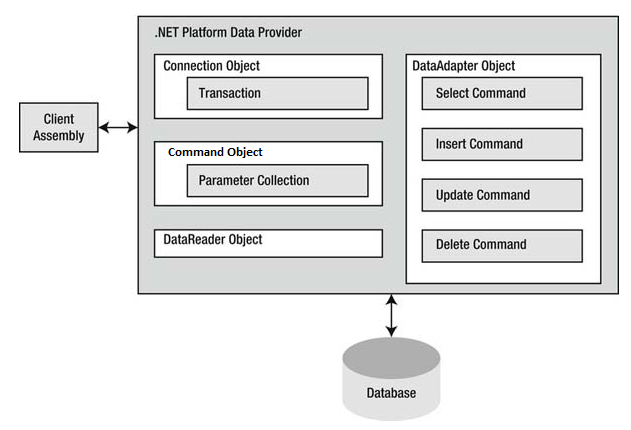 .NET Platform Data Provider
Connection Object
Transaction
Command Object
Parameter Collection
DataReader Object
DataAdapter Object
Select Command
Insert Command
Update Command
Delete Command
Client
Assembly
Database